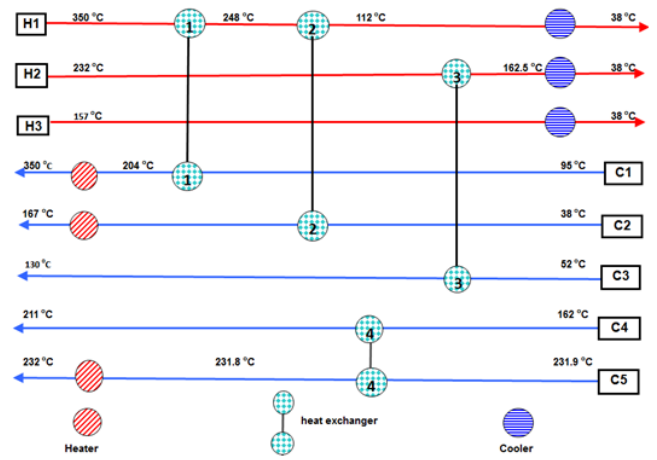 H1 350 °C 1 248 °C 2 112 °C 38 °C
H2 232 °C 3 162.5 °C 38 °C
H3 157 °C 38 °C
350 °C 204 °C 1 95 °C C1
167 °C 2 38 °C C2
130 °C 3 52 °C C3
211 °C 4 162 °C C4
232 °C 231.8 °C 4 231.9 °C C5
Heater heat exchanger Cooler